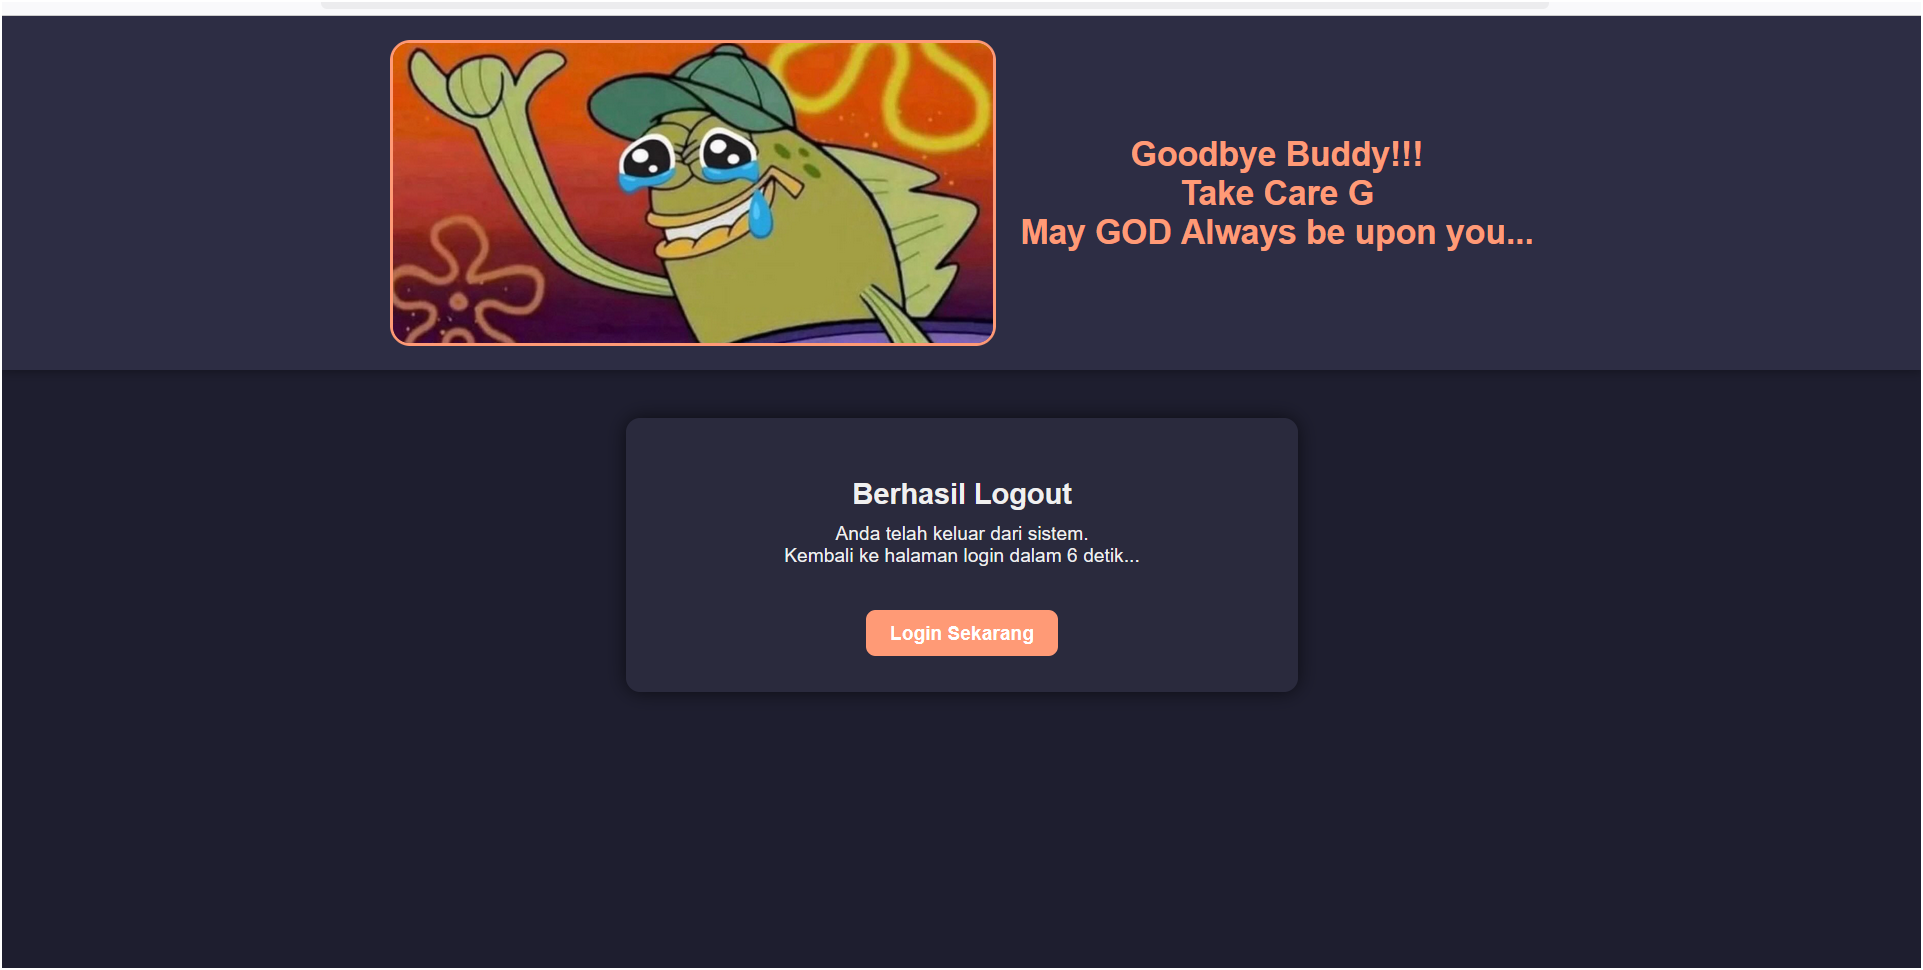 Goodbye Buddy!!!
Take Care G
May GOD Always be upon you...
Berhasil Logout
Anda telah keluar dari sistem.
Kembali ke halaman login dalam 6 detik...
Login Sekarang